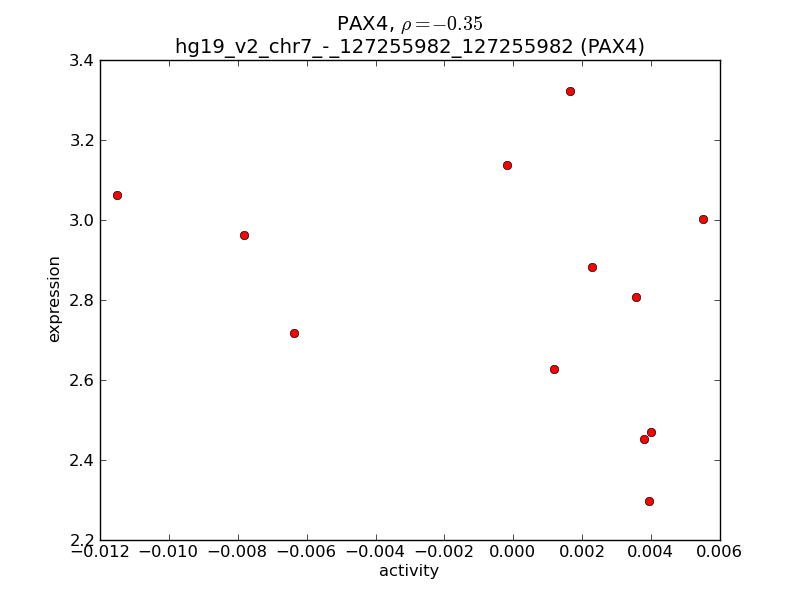 PAX4, ρ=−0.35
hg19_v2_chr7_-_127255982_127255982 (PAX4)
3.4
3.2
3.0
2.8
2.6
2.4
2.2
expression
−0.012 −0.010 −0.008 −0.006 −0.004 −0.002 0.000 0.002 0.004 0.006
activity